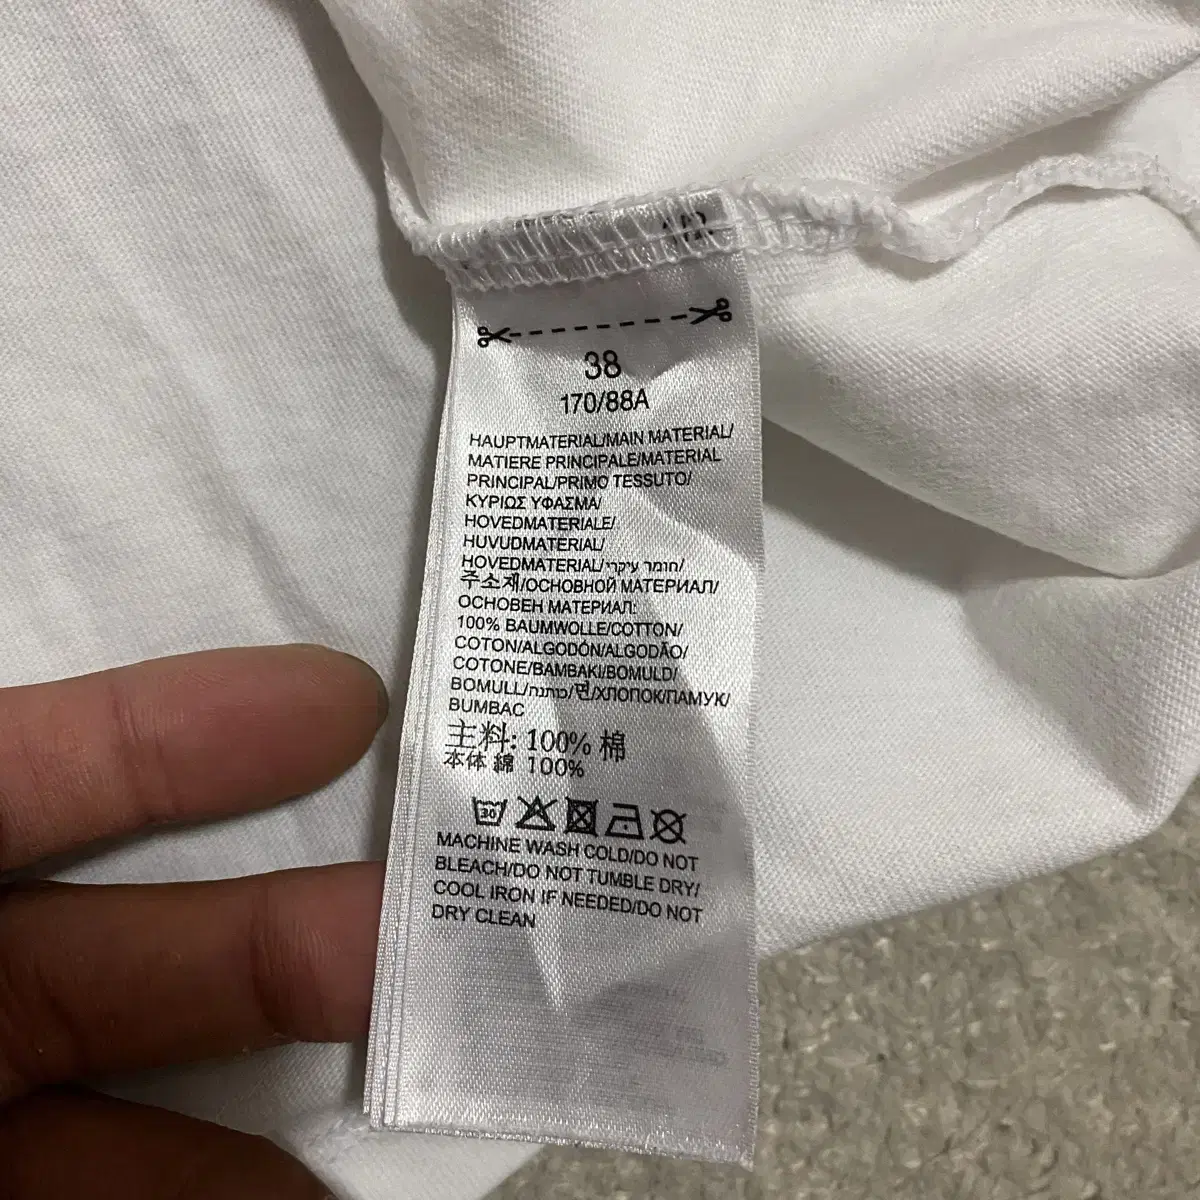 38
170/88A
HAUPTMATERIAL/MAIN MATERIAL/
MATIERE PRINCIPALE/MATERIAL
PRINCIPAL/PRIMO TESSUTO/
ΚΥΡΙΩΣ ΥΦΑΣΜΑ/
HOVEDMATERIALE/
HUVUDMATERIAL/
HOVEDMATERIAL/חומר עיקרי/
주소재/ОСНОВНОЙ МАТЕРИАЛ/
ОСНОВЕН МАТЕРИАЛ:
100% BAUMWOLLE/COTTON/
COTON/ALGODÓN/ALGODÃO/
COTONE/BAMBAKI/BOMULD/
BOMULL/כותנה/면/ХЛОПОК/ПАМУК/
BUMBAC
主料: 100% 棉
本体 綿 100%
30
MACHINE WASH COLD/DO NOT
BLEACH/DO NOT TUMBLE DRY/
COOL IRON IF NEEDED/DO NOT
DRY CLEAN